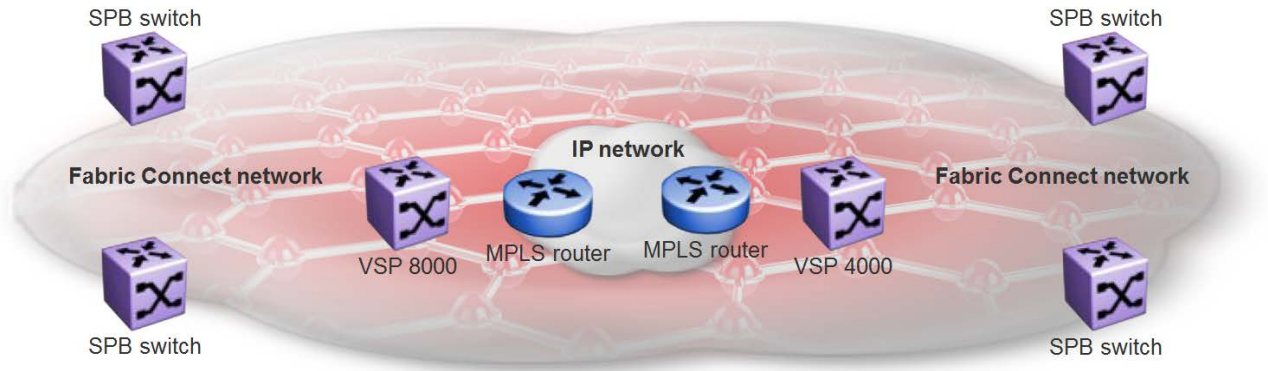 SPB switch
SPB switch
IP network
Fabric Connect network
Fabric Connect network
MPLS router
MPLS router
VSP 8000
VSP 4000
SPB switch
SPB switch